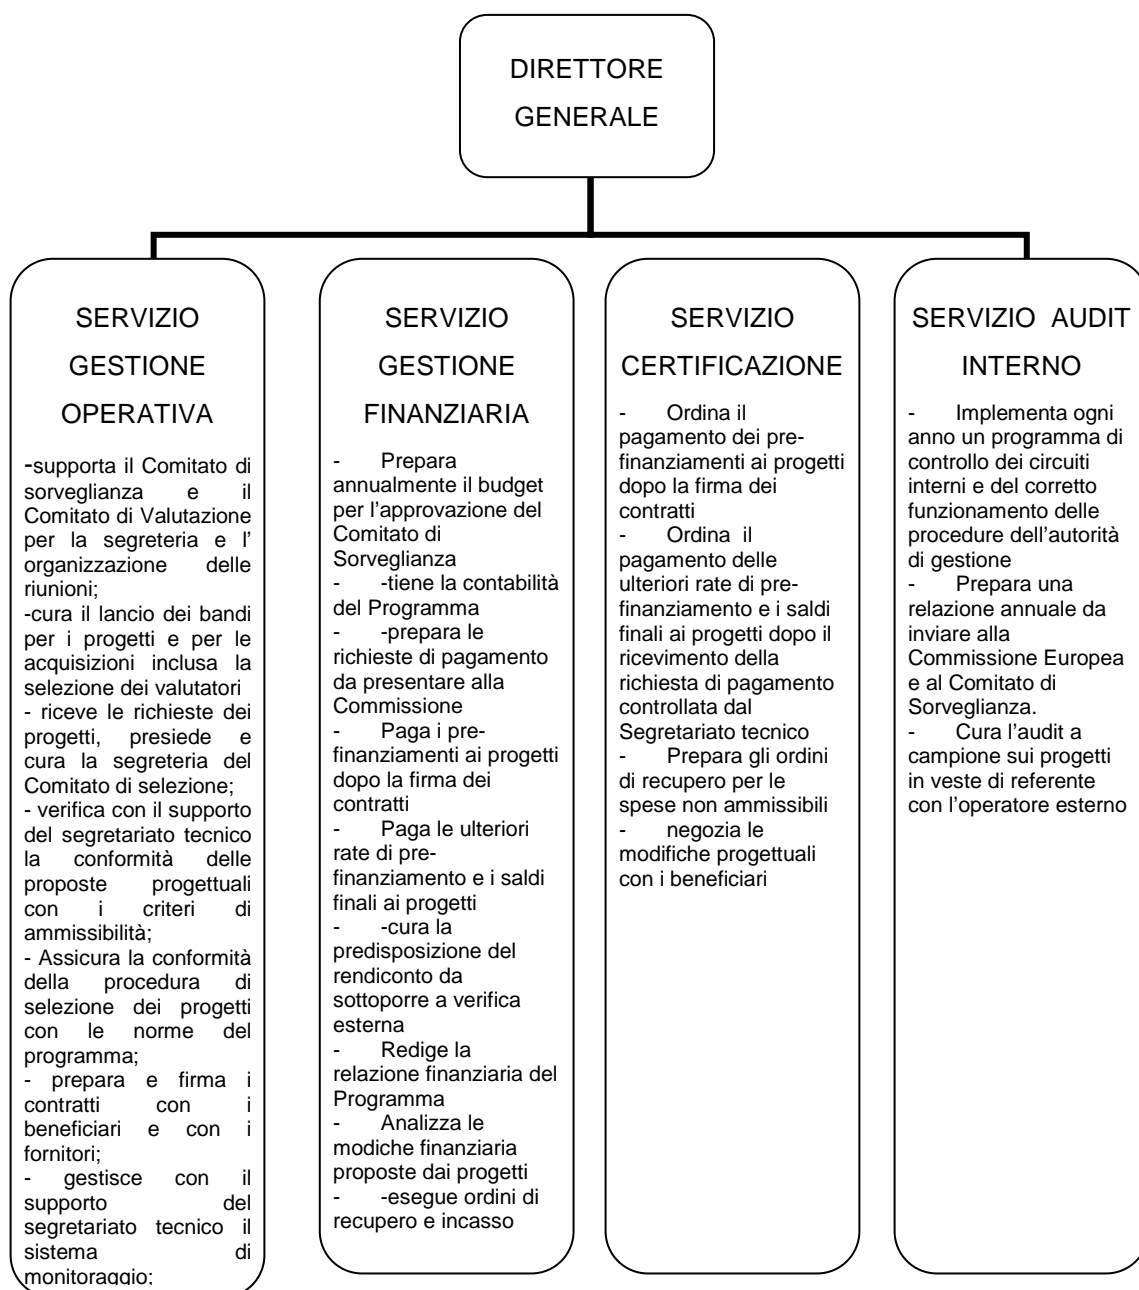 DIRETTORE
GENERALE
SERVIZIO
GESTIONE
OPERATIVA
-supporta il Comitato di
sorveglianza e il
Comitato di Valutazione
per la segreteria e l'
organizzazione delle
riunioni;
-cura il lancio dei bandi
per i progetti e per le
acquisizioni inclusa la
selezione dei valutatori
- riceve le richieste dei
progetti, presiede e
cura la segreteria del
Comitato di selezione;
- verifica con il supporto
del segretariato tecnico
la conformità delle
proposte progettuali
con i criteri di
ammissibilità;
- Assicura la conformità
della procedura di
selezione dei progetti
con le norme del
programma;
- prepara e firma i
contratti con i
beneficiari e con i
fornitori;
- gestisce con il
supporto del
segretariato tecnico il
sistema di
monitoraggio;
SERVIZIO
GESTIONE
FINANZIARIA
- Prepara
annualmente il budget
per l'approvazione del
Comitato di
Sorveglianza
- -tiene la contabilità
del Programma
- -prepara le
richieste di pagamento
da presentare alla
Commissione
- Paga i pre-
finanziamenti ai progetti
dopo la firma dei
contratti
- Paga le ulteriori
rate di pre-
finanziamento e i saldi
finali ai progetti
- -cura la
predisposizione del
rendiconto da
sottoporre a verifica
esterna
- Redige la
relazione finanziaria del
Programma
- Analizza le
modiche finanziaria
proposte dai progetti
- -esegue ordini di
recupero e incasso
SERVIZIO
CERTIFICAZIONE
- Ordina il
pagamento dei pre-
finanziamenti ai progetti
dopo la firma dei
contratti
- Ordina il
pagamento delle
ulteriori rate di pre-
finanziamento e i saldi
finali ai progetti dopo il
ricevimento della
richiesta di pagamento
controllata dal
Segretariato tecnico
- Prepara gli ordini
di recupero per le
spese non ammissibili
- negozia le
modifiche progettuali
con i beneficiari
SERVIZIO AUDIT
INTERNO
- Implementa ogni
anno un programma di
controllo dei circuiti
interni e del corretto
funzionamento delle
procedure dell'autorità
di gestione
- Prepara una
relazione annuale da
inviare alla
Commissione Europea
e al Comitato di
Sorveglianza.
- Cura l'audit a
campione sui progetti
in veste di referente
con l'operatore esterno